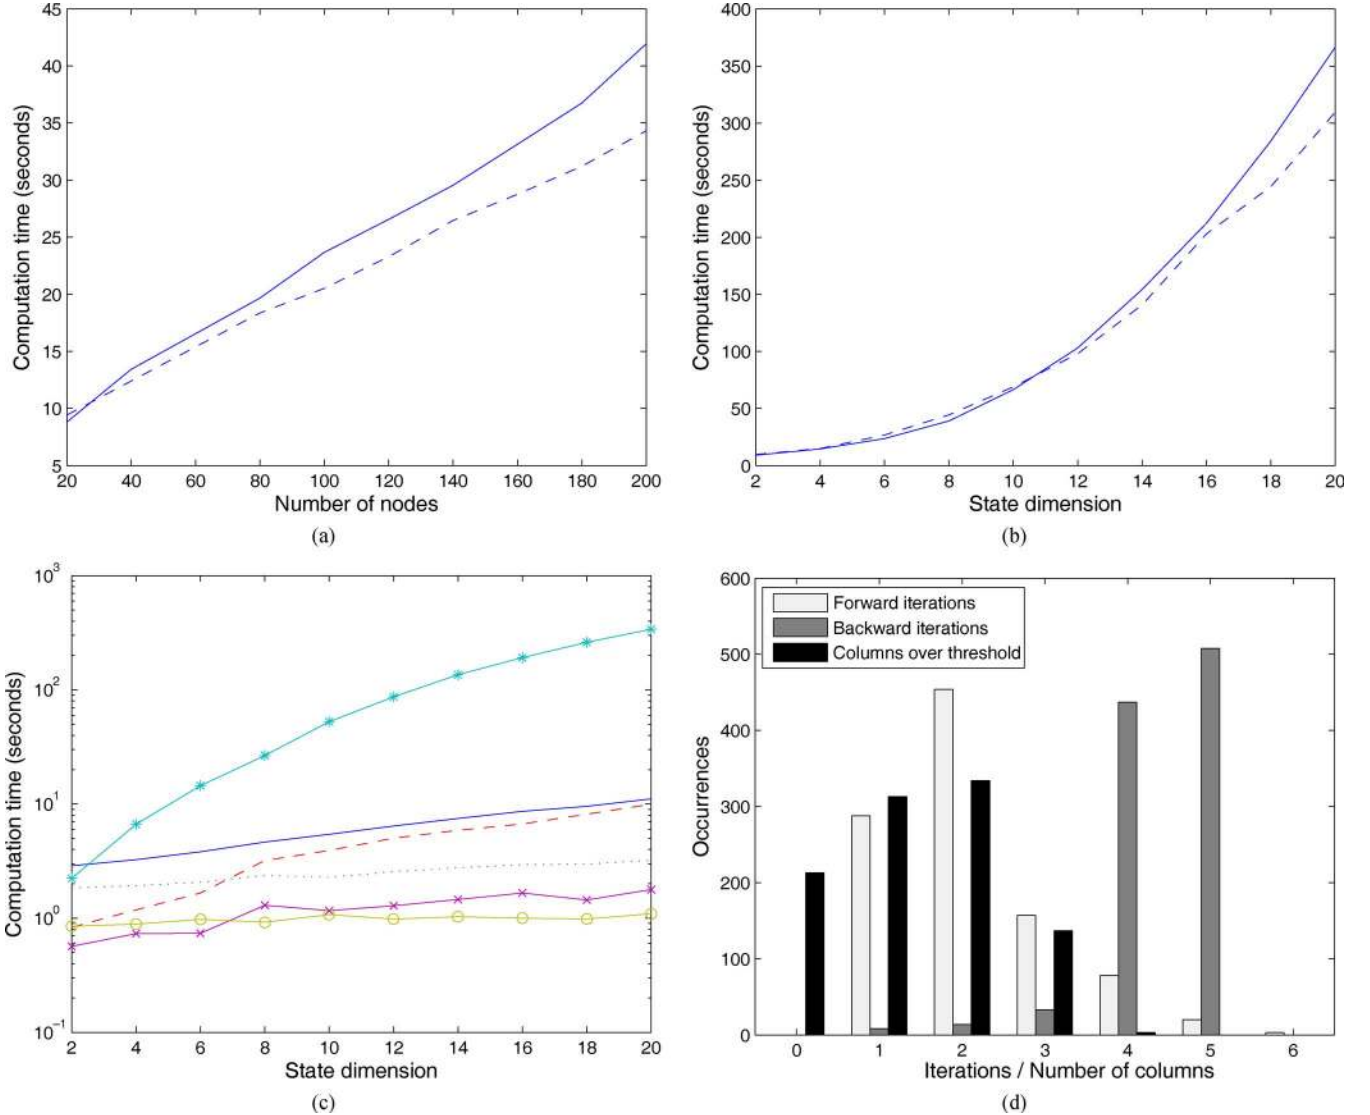 45
40
35
30
25
20
15
10
5
20 40 60 80 100 120 140 160 180 200
Computation time (seconds)
Number of nodes
(a)
400
350
300
250
200
150
100
50
0
2 4 6 8 10 12 14 16 18 20
Computation time (seconds)
State dimension
(b)
10^3
10^2
10^1
10^0
10^-1
2 4 6 8 10 12 14 16 18 20
Computation time (seconds)
State dimension
(c)
600
500
400
300
200
100
0
Forward iterations
Backward iterations
Columns over threshold
0 1 2 3 4 5 6
Occurrences
Iterations / Number of columns
(d)